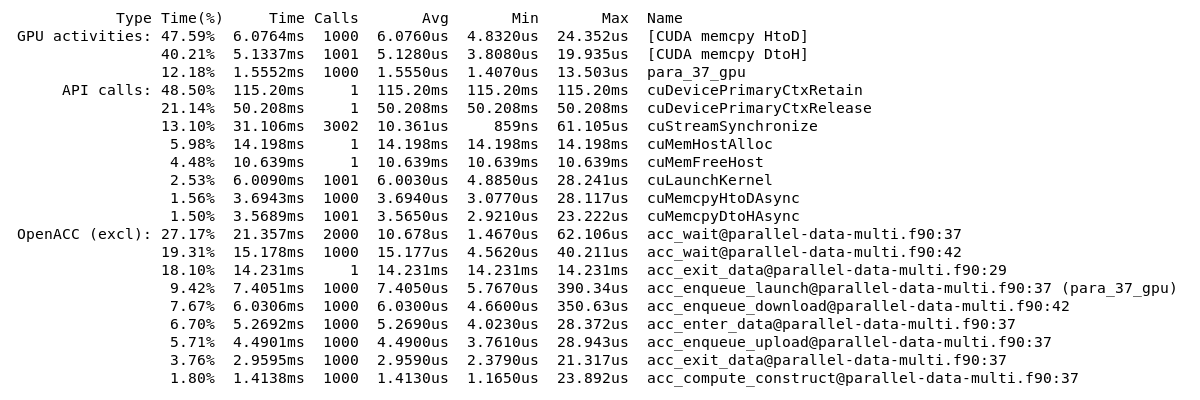 Type Time(%) Time Calls Avg Min Max Name
GPU activities: 47.59% 6.0764ms 1000 6.0760us 4.8320us 24.352us [CUDA memcpy HtoD]
40.21% 5.1337ms 1001 5.1280us 3.8080us 19.935us [CUDA memcpy DtoH]
12.18% 1.5552ms 1000 1.5550us 1.4070us 13.503us para_37_gpu
API calls: 48.50% 115.20ms 1 115.20ms 115.20ms 115.20ms cuDevicePrimaryCtxRetain
21.14% 50.208ms 1 50.208ms 50.208ms 50.208ms cuDevicePrimaryCtxRelease
13.10% 31.106ms 3002 10.361us 859ns 61.105us cuStreamSynchronize
5.98% 14.198ms 1 14.198ms 14.198ms 14.198ms cuMemHostAlloc
4.48% 10.639ms 1 10.639ms 10.639ms 10.639ms cuMemFreeHost
2.53% 6.0090ms 1001 6.0030us 4.8850us 28.241us cuLaunchKernel
1.56% 3.6943ms 1000 3.6940us 3.0770us 28.117us cuMemcpyHtoDAsync
1.50% 3.5689ms 1001 3.5650us 2.9210us 23.222us cuMemcpyDtoHAsync
OpenACC (excl): 27.17% 21.357ms 2000 10.678us 1.4670us 62.106us acc_wait@parallel-data-multi.f90:37
19.31% 15.178ms 1000 15.177us 4.5620us 40.211us acc_wait@parallel-data-multi.f90:42
18.10% 14.231ms 1 14.231ms 14.231ms 14.231ms acc_exit_data@parallel-data-multi.f90:29
9.42% 7.4051ms 1000 7.4050us 5.7670us 390.34us acc_enqueue_launch@parallel-data-multi.f90:37 (para_37_gpu)
7.67% 6.0306ms 1000 6.0300us 4.6600us 350.63us acc_enqueue_download@parallel-data-multi.f90:42
6.70% 5.2692ms 1000 5.2690us 4.0230us 28.372us acc_enter_data@parallel-data-multi.f90:37
5.71% 4.4901ms 1000 4.4900us 3.7610us 28.943us acc_enqueue_upload@parallel-data-multi.f90:37
3.76% 2.9595ms 1000 2.9590us 2.3790us 21.317us acc_exit_data@parallel-data-multi.f90:37
1.80% 1.4138ms 1000 1.4130us 1.1650us 23.892us acc_compute_construct@parallel-data-multi.f90:37